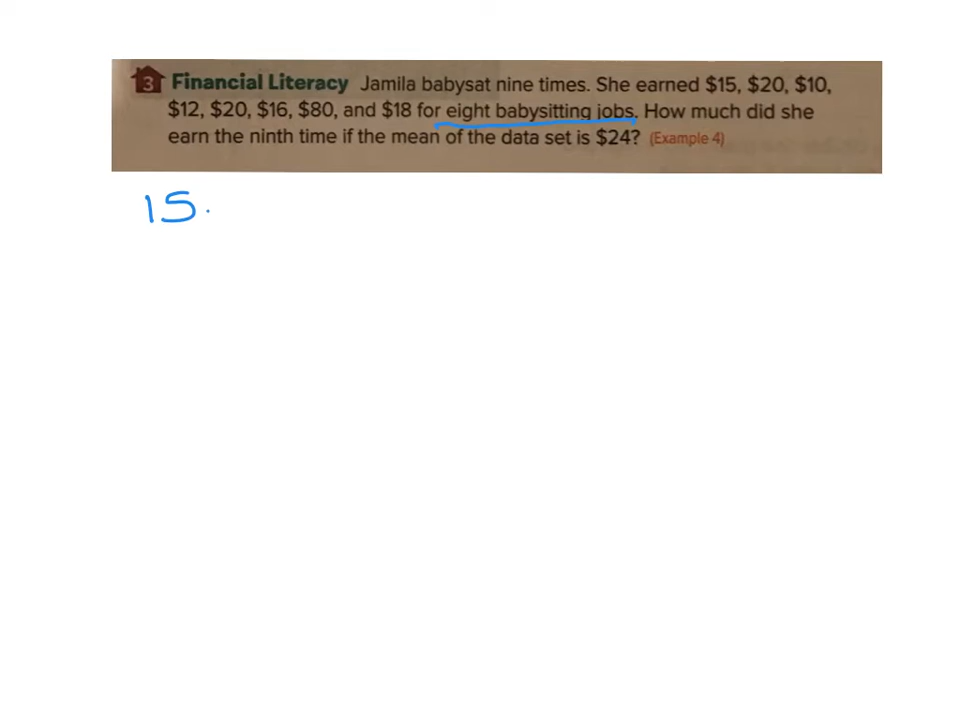 3 Financial Literacy Jamila babysat nine times. She earned $15, $20, $10,
$12, $20, $16, $80, and $18 for eight babysitting jobs. How much did she
earn the ninth time if the mean of the data set is $24? (Example 4)
15.